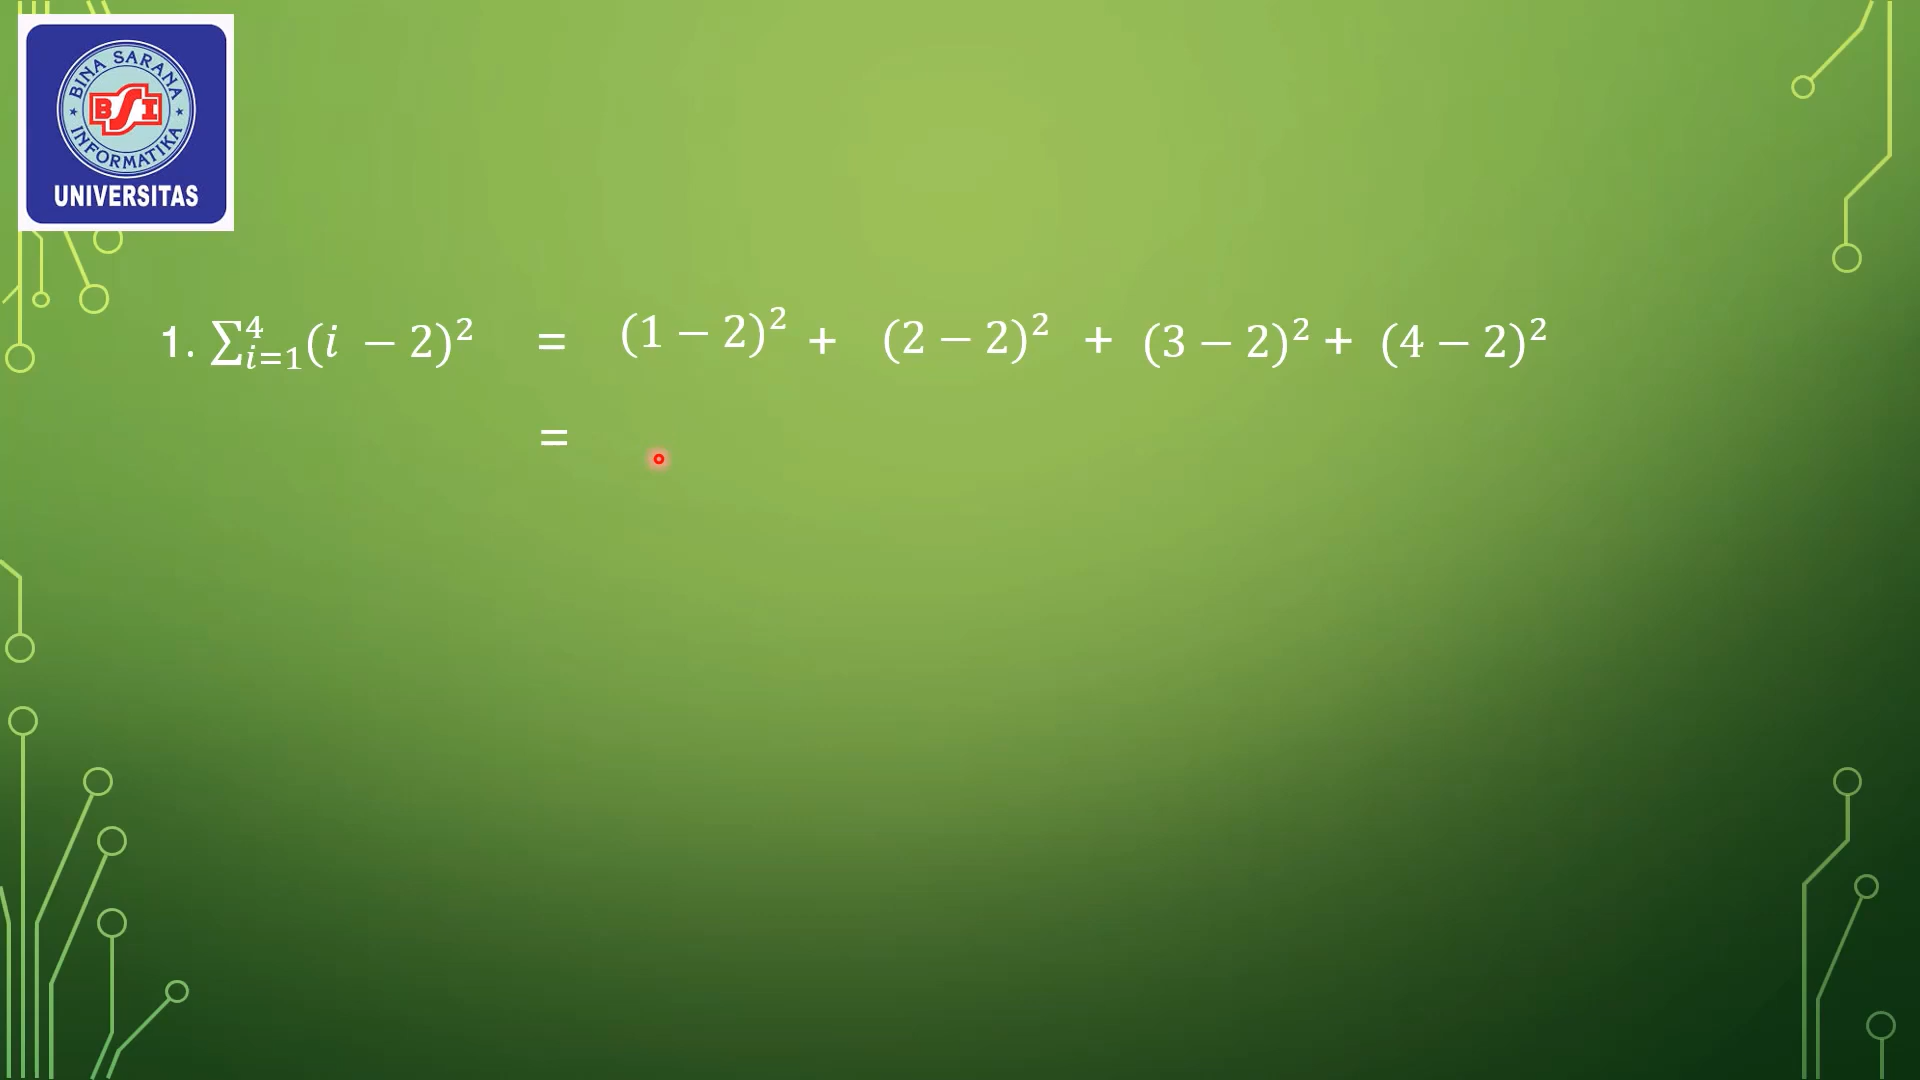 BINA SARANA
BSI
INFORMATIKA
UNIVERSITAS
1. ∑⁴ᵢ₌₁(i − 2)² = (1 − 2)² + (2 − 2)² + (3 − 2)² + (4 − 2)²
=